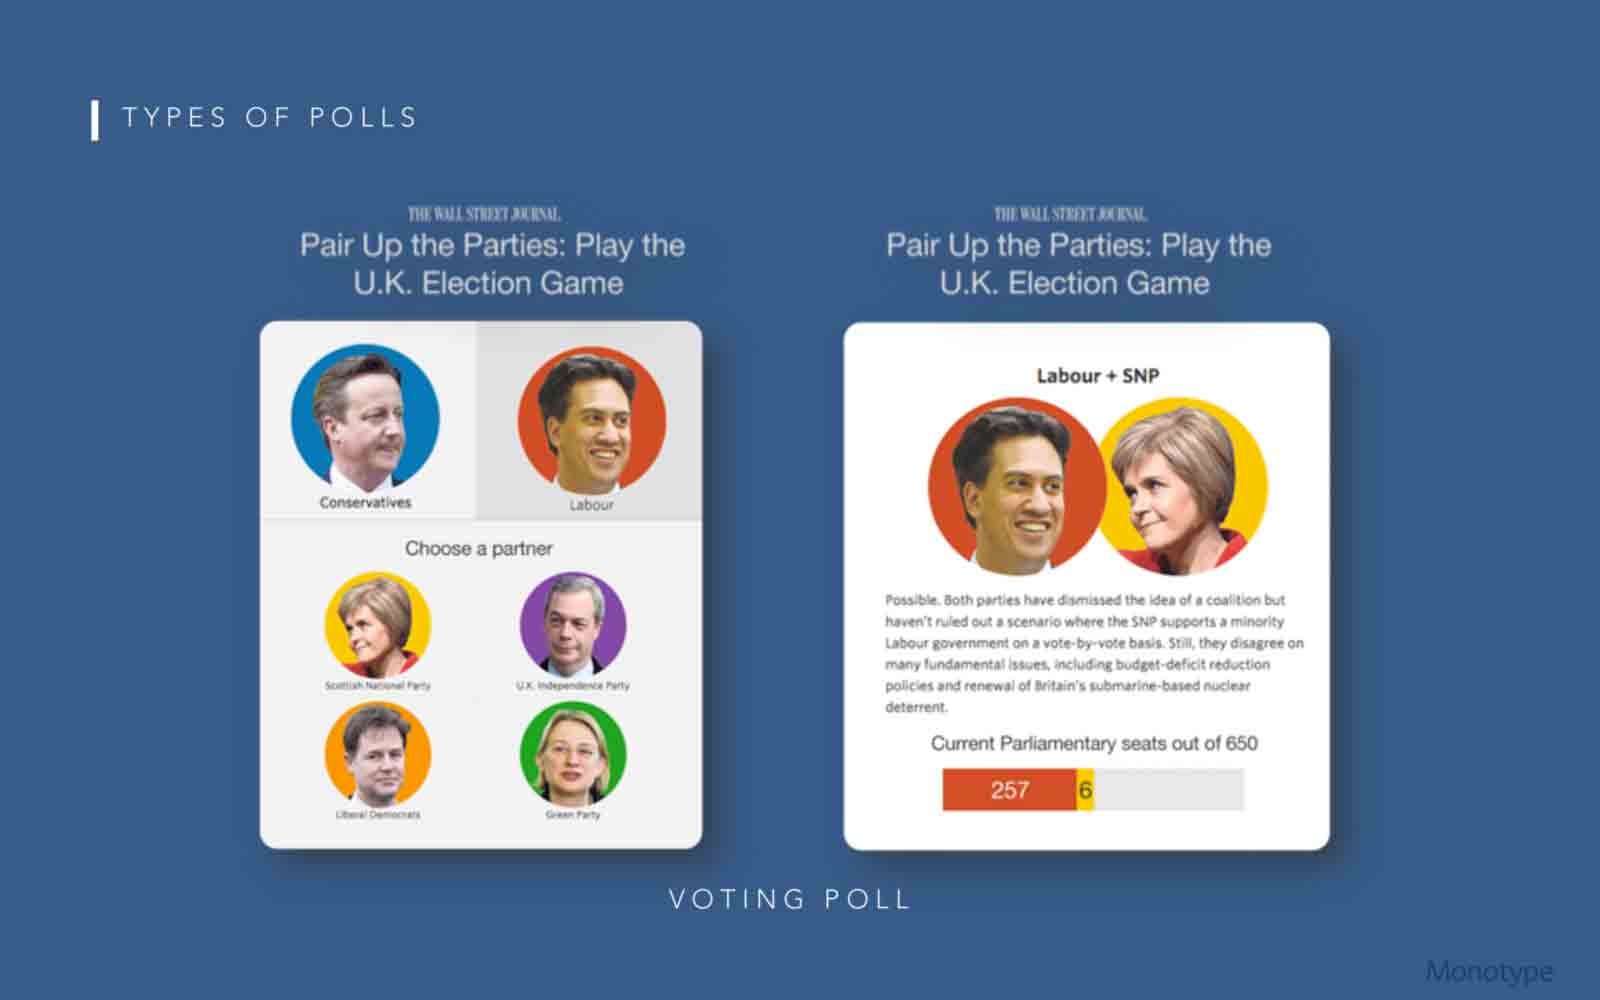 TYPES OF POLLS
THE WALL STREET JOURNAL.
Pair Up the Parties: Play the
U.K. Election Game
Conservatives
Labour
Choose a partner
Scottish National Party
U.K. Independence Party
Liberal Democrats
Green Party
THE WALL STREET JOURNAL.
Pair Up the Parties: Play the
U.K. Election Game
Labour + SNP
Possible. Both parties have dismissed the idea of a coalition but
haven't ruled out a scenario where the SNP supports a minority
Labour government on a vote-by-vote basis. Still, they disagree on
many fundamental issues, including budget-deficit reduction
policies and renewal of Britain's submarine-based nuclear
deterrent.
Current Parliamentary seats out of 650
257 6
VOTING POLL
Monotype